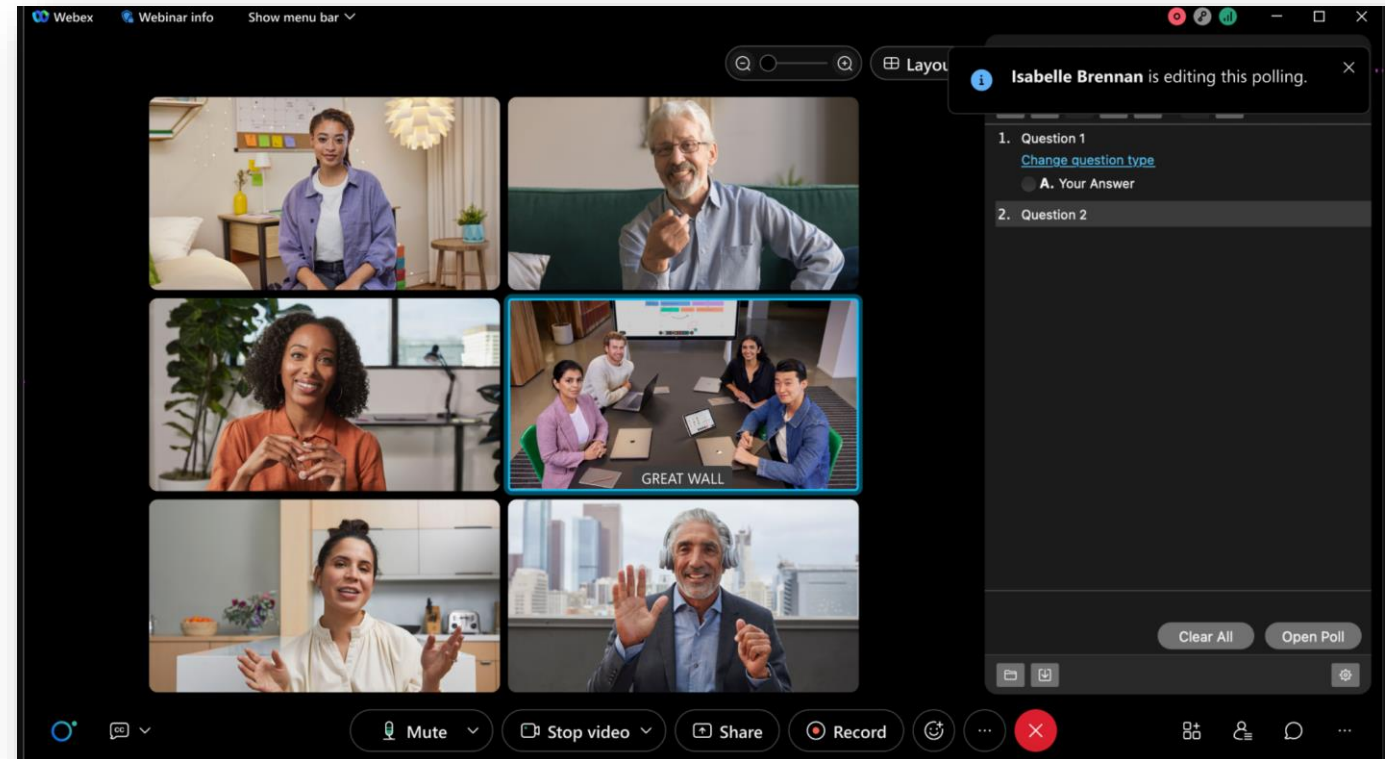 Webex Webinar info Show menu bar
Layou
Isabelle Brennan is editing this polling.
1. Question 1
Change question type
A. Your Answer
2. Question 2
GREAT WALL
Clear All Open Poll
CC Mute Stop video Share Record